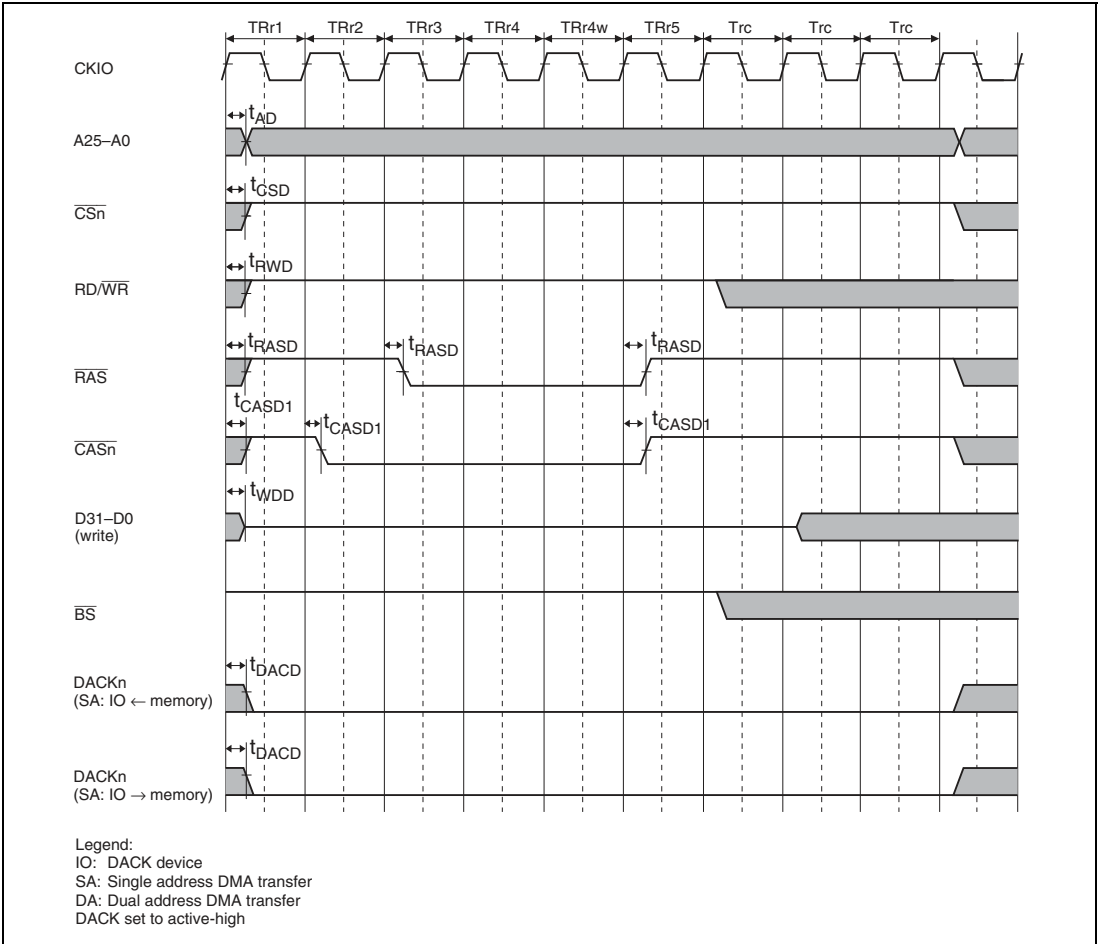 TRr1 TRr2 TRr3 TRr4 TRr4w TRr5 Trc Trc Trc
CKIO
tAD
A25–A0
tCSD
CSn
tRWD
RD/WR
tRASD tRASD tRASD
RAS
tCASD1 tCASD1 tCASD1
CASn
tWDD
D31–D0
(write)
BS
tDACD
DACKn
(SA: IO ← memory)
tDACD
DACKn
(SA: IO → memory)
Legend:
IO: DACK device
SA: Single address DMA transfer
DA: Dual address DMA transfer
DACK set to active-high